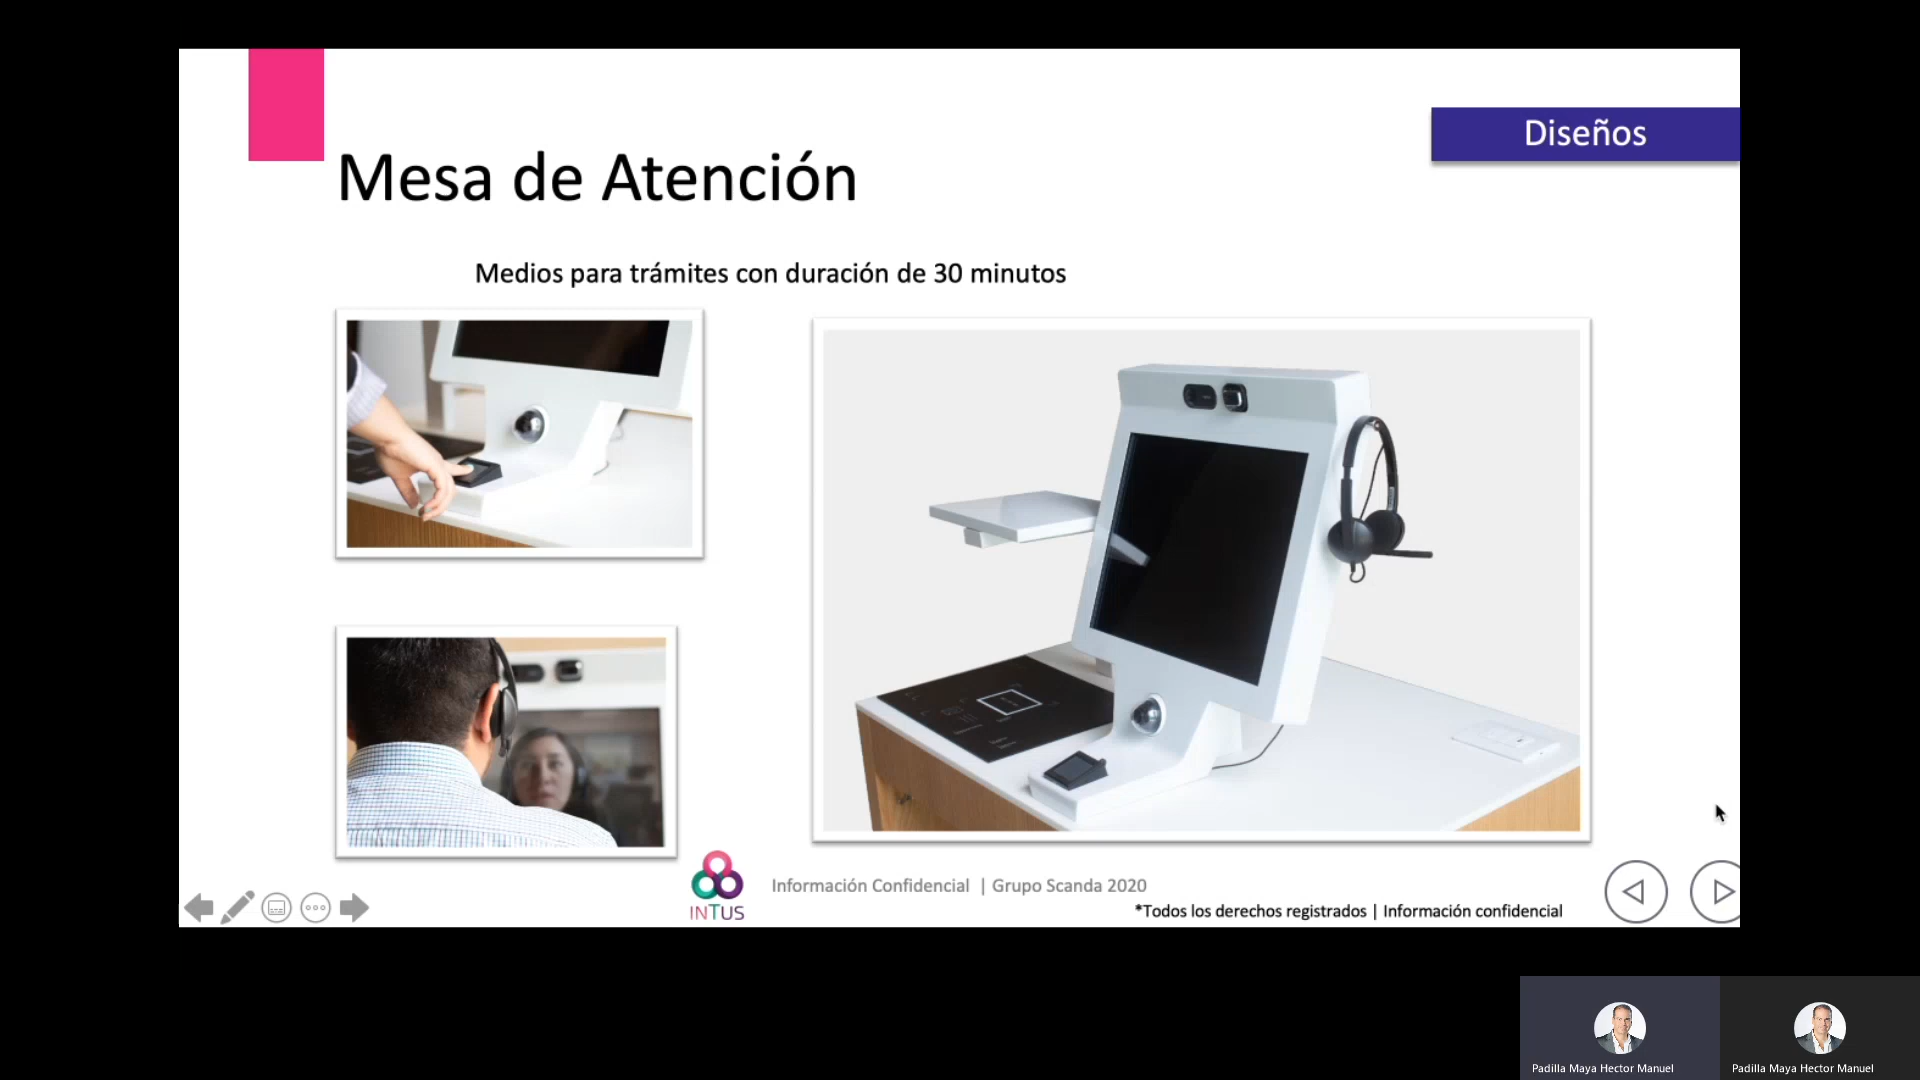 Diseños
Mesa de Atención
Medios para trámites con duración de 30 minutos
INTUS
Información Confidencial | Grupo Scanda 2020
*Todos los derechos registrados | Información confidencial
Padilla Maya Hector Manuel
Padilla Maya Hector Manuel